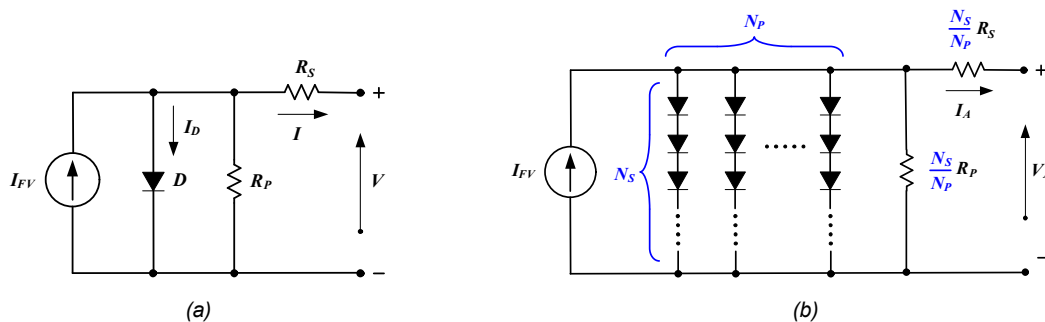 R_S
I_D
I
I_FV
D
R_P
V
+
−
(a)
N_P
N_S/N_P R_S
I_A
N_S
I_FV
N_S/N_P R_P
+
−
(b)